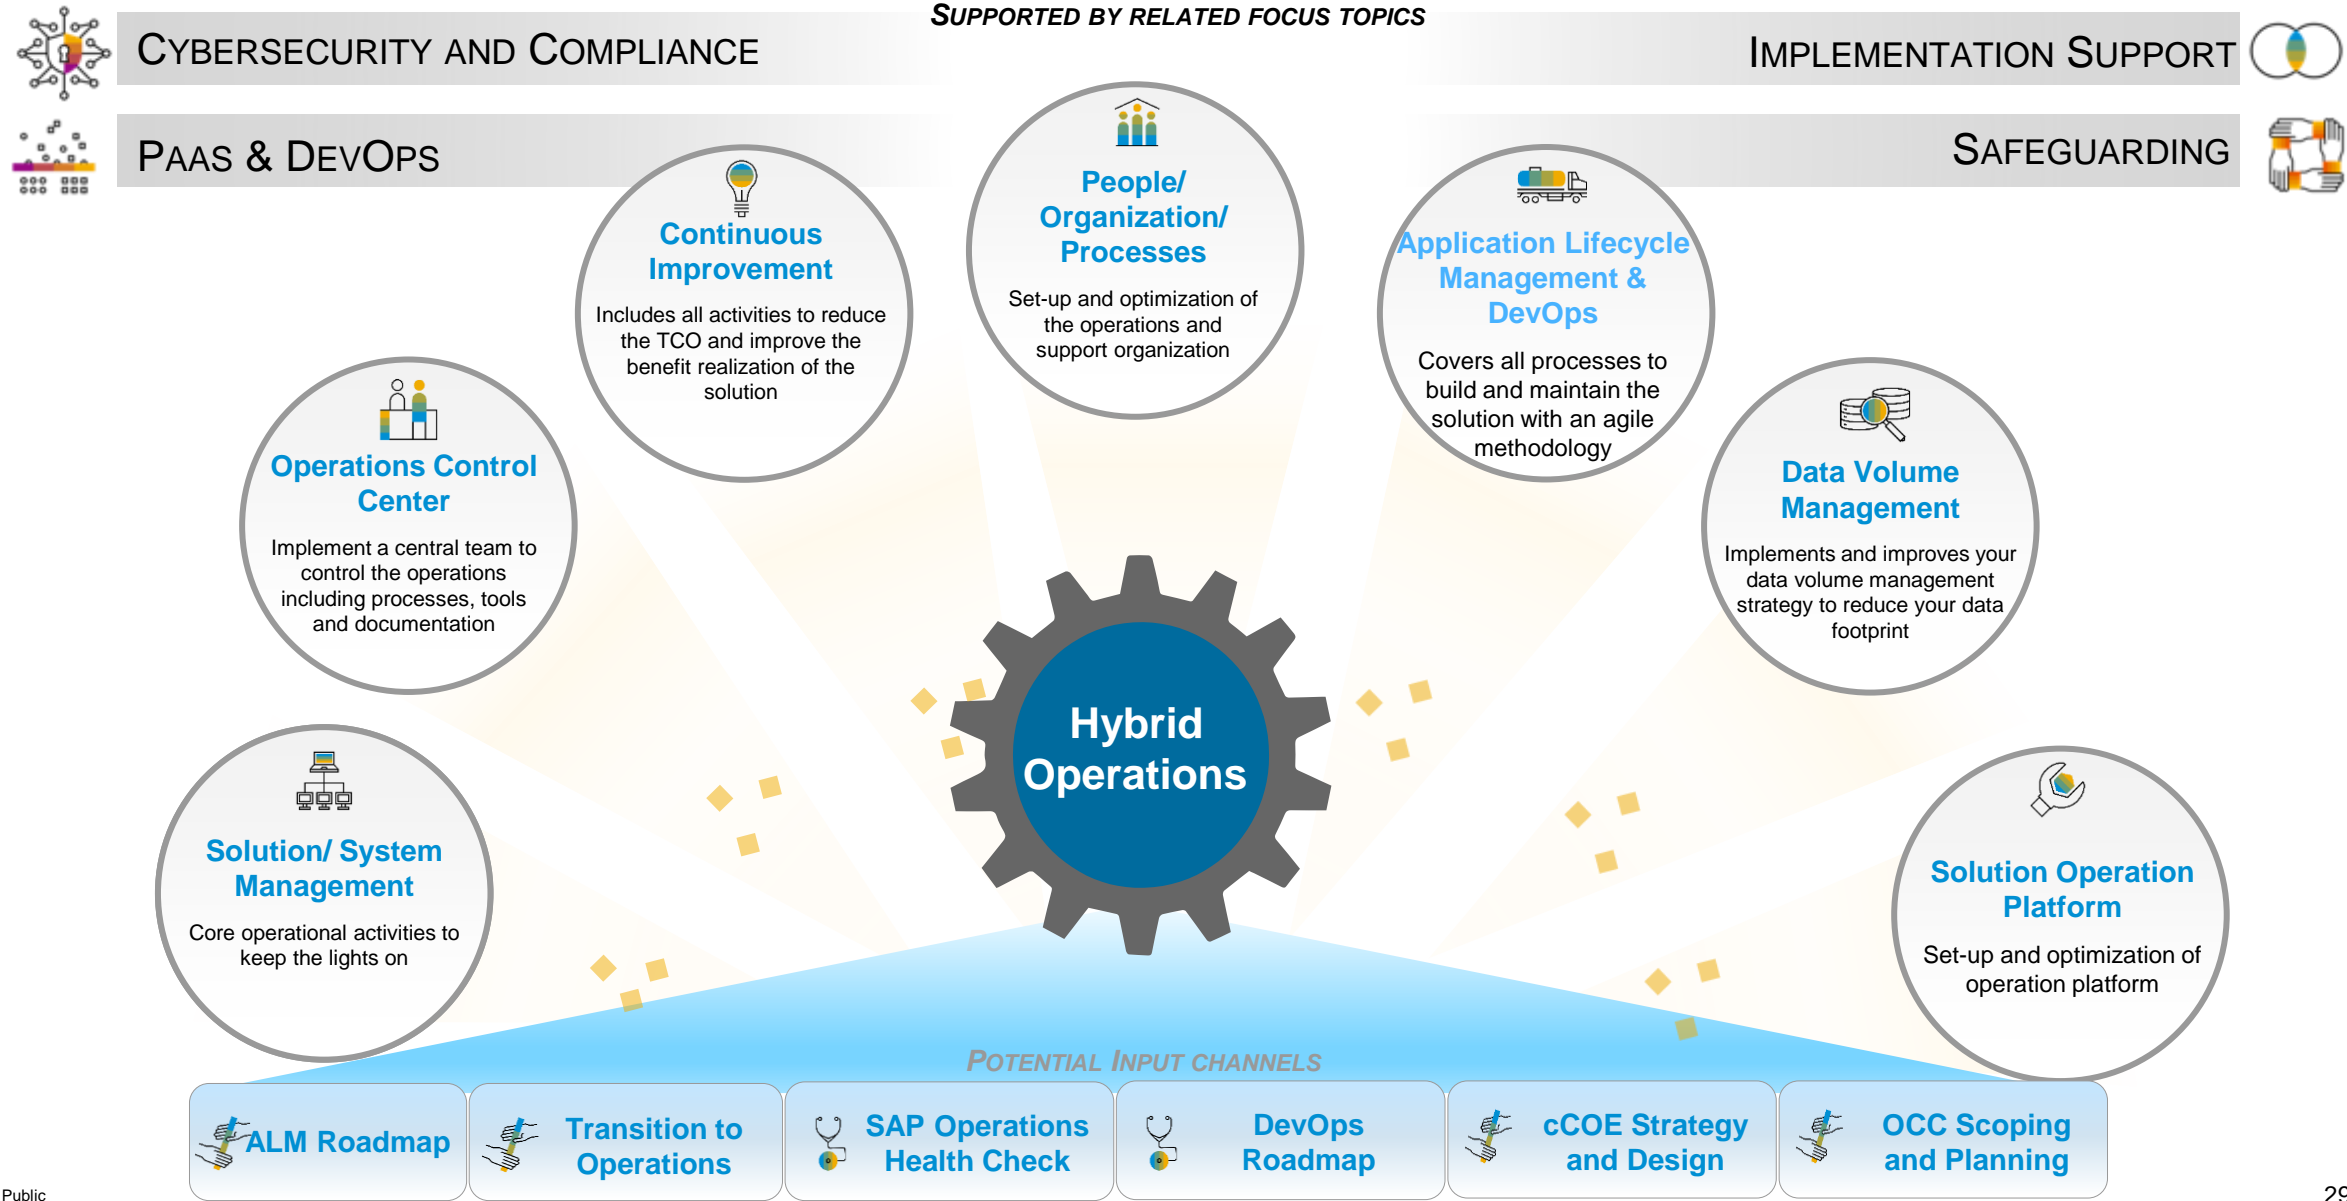 SUPPORTED BY RELATED FOCUS TOPICS
CYBERSECURITY AND COMPLIANCE
IMPLEMENTATION SUPPORT
PAAS & DEVOPS
SAFEGUARDING
People/
Organization/
Processes
Set-up and optimization of
the operations and
support organization
Continuous
Improvement
Includes all activities to reduce
the TCO and improve the
benefit realization of the
solution
Application Lifecycle
Management &
DevOps
Covers all processes to
build and maintain the
solution with an agile
methodology
Operations Control
Center
Implement a central team to
control the operations
including processes, tools
and documentation
Data Volume
Management
Implements and improves your
data volume management
strategy to reduce your data
footprint
Hybrid
Operations
Solution/ System
Management
Core operational activities to
keep the lights on
Solution Operation
Platform
Set-up and optimization of
operation platform
POTENTIAL INPUT CHANNELS
ALM Roadmap
Transition to
Operations
SAP Operations
Health Check
DevOps
Roadmap
cCOE Strategy
and Design
OCC Scoping
and Planning
Public
29